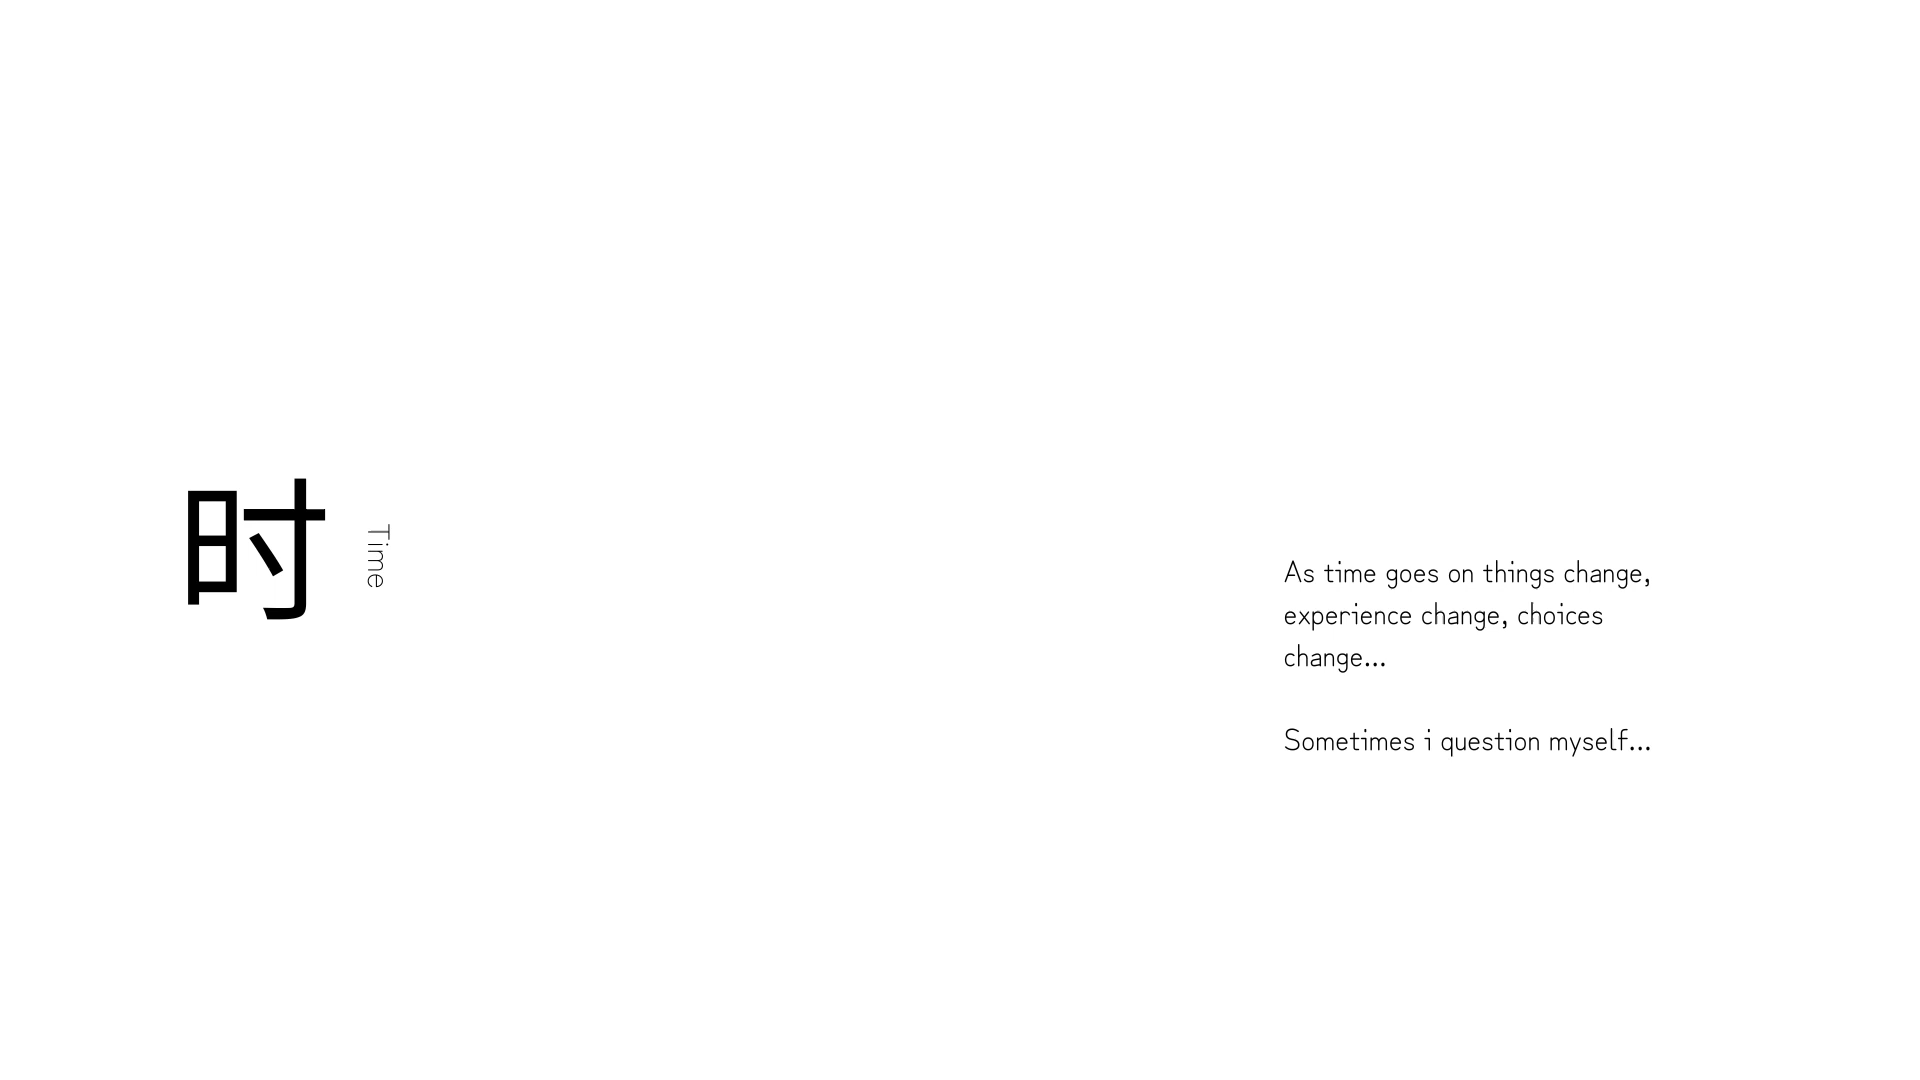 时
Time
As time goes on things change,
experience change, choices
change...
Sometimes i question myself...